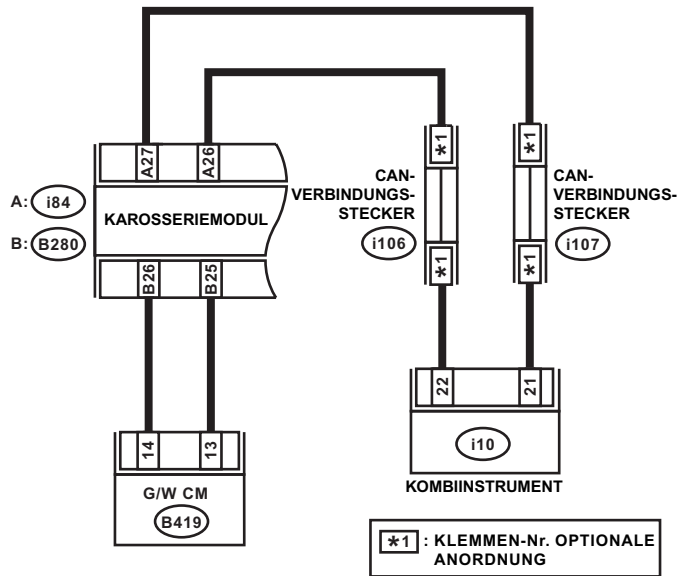 A27
A26
*1
*1
A: i84
B: B280
KAROSSERIEMODUL
CAN-
VERBINDUNGS-
STECKER
i106
CAN-
VERBINDUNGS-
STECKER
i107
*1
*1
B26
B25
22
21
14
13
G/W CM
B419
i10
KOMBIINSTRUMENT
*1 : KLEMMEN-Nr. OPTIONALE
ANORDNUNG